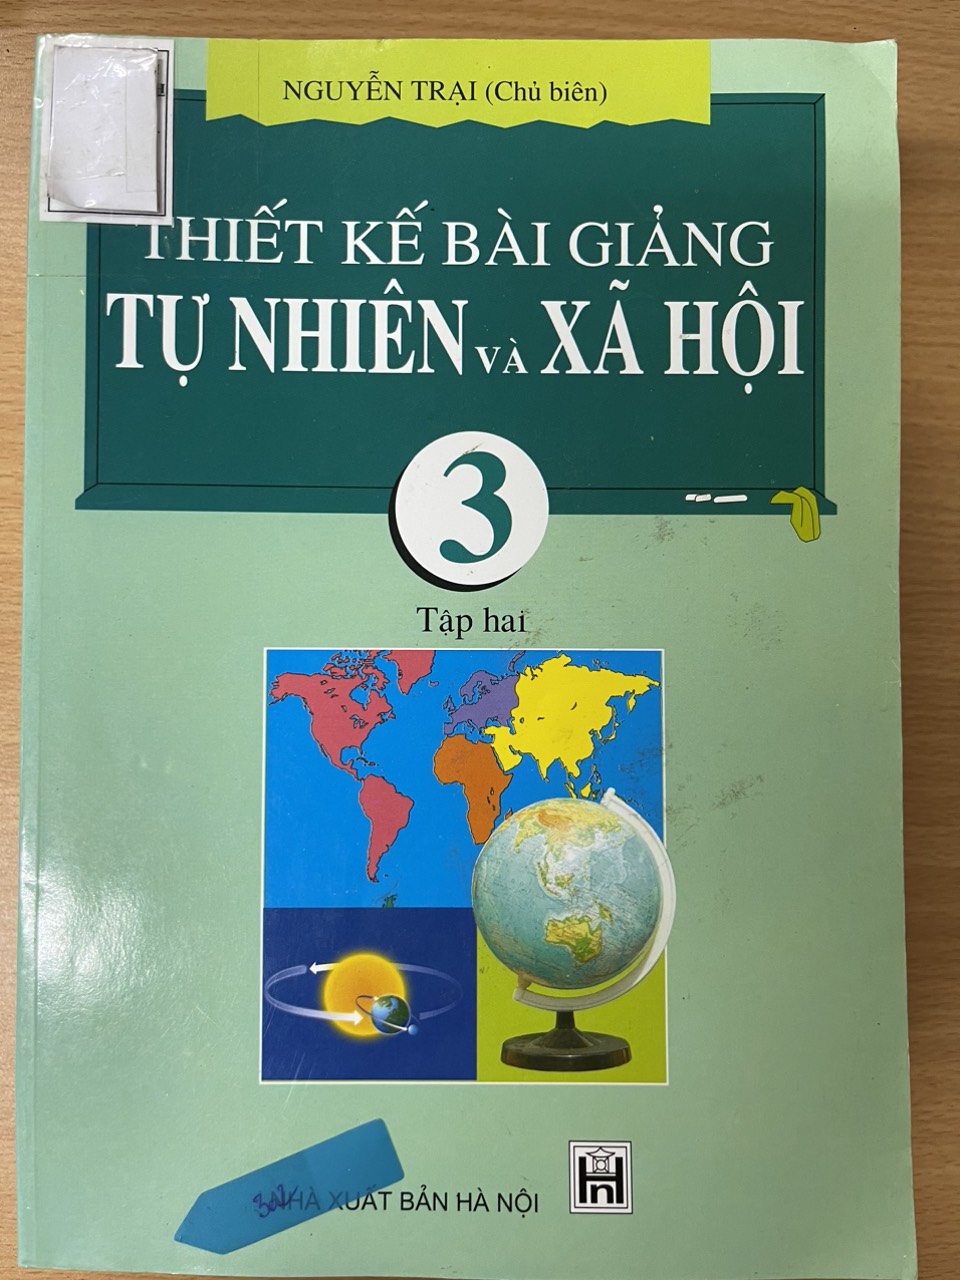 NGUYỄN TRẠI (Chủ biên)
THIẾT KẾ BÀI GIẢNG
TỰ NHIÊN VÀ XÃ HỘI
3
Tập hai
NHÀ XUẤT BẢN HÀ NỘI